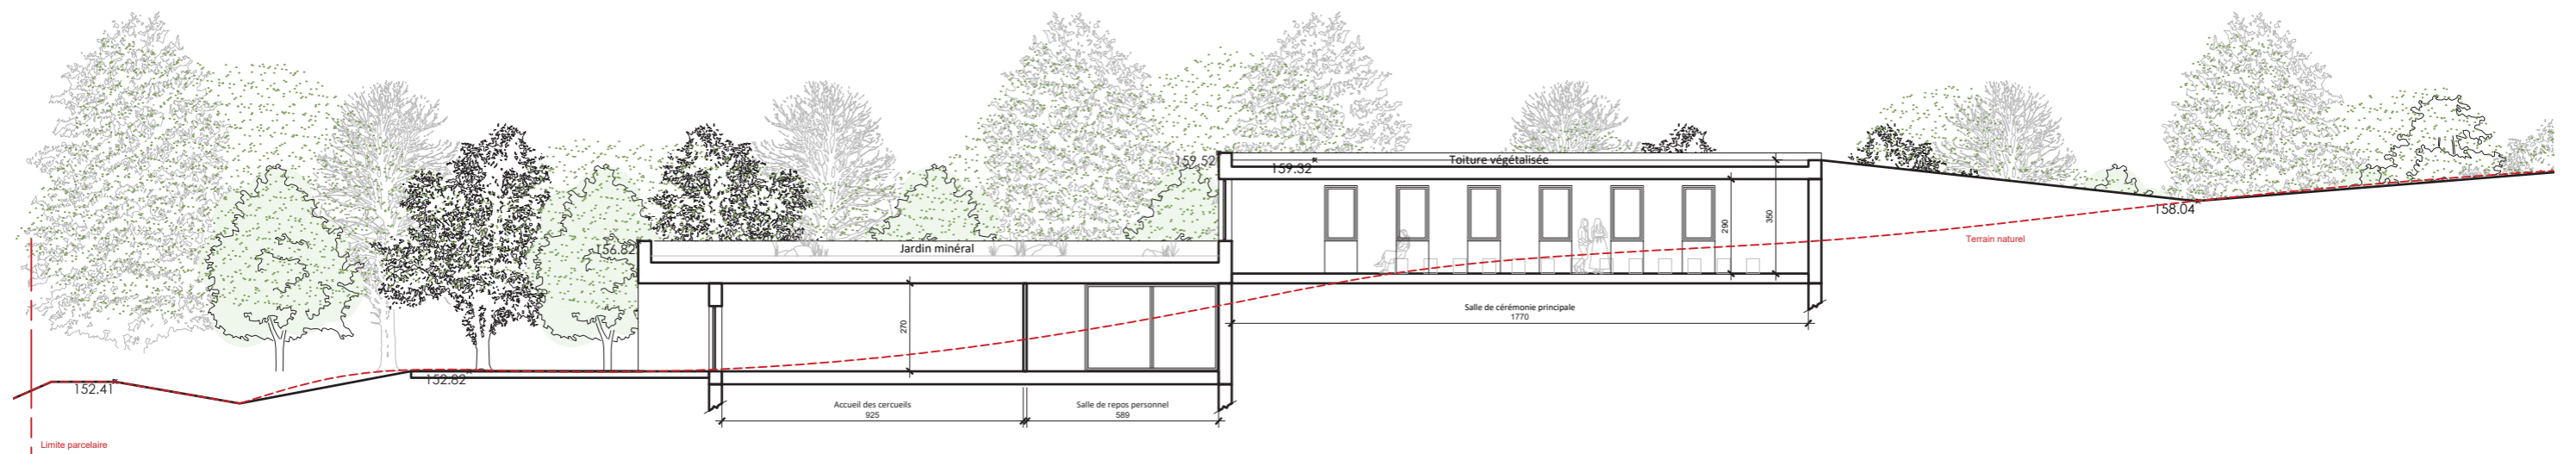 159.52
159.32
Toiture végétalisée
158.04
Terrain naturel
156.82
Jardin minéral
290
350
270
Salle de cérémonie principale
1770
152.41
152.82
Accueil des cercueils
925
Salle de repos personnel
589
Limite parcelaire